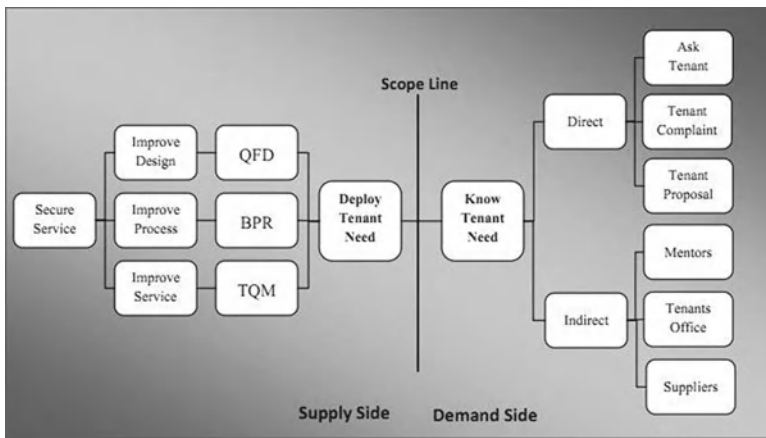 Scope Line
Secure
Service
Improve
Design
Improve
Process
Improve
Service
QFD
BPR
TQM
Deploy
Tenant
Need
Know
Tenant
Need
Direct
Indirect
Ask
Tenant
Tenant
Complaint
Tenant
Proposal
Mentors
Tenants
Office
Suppliers
Supply Side
Demand Side